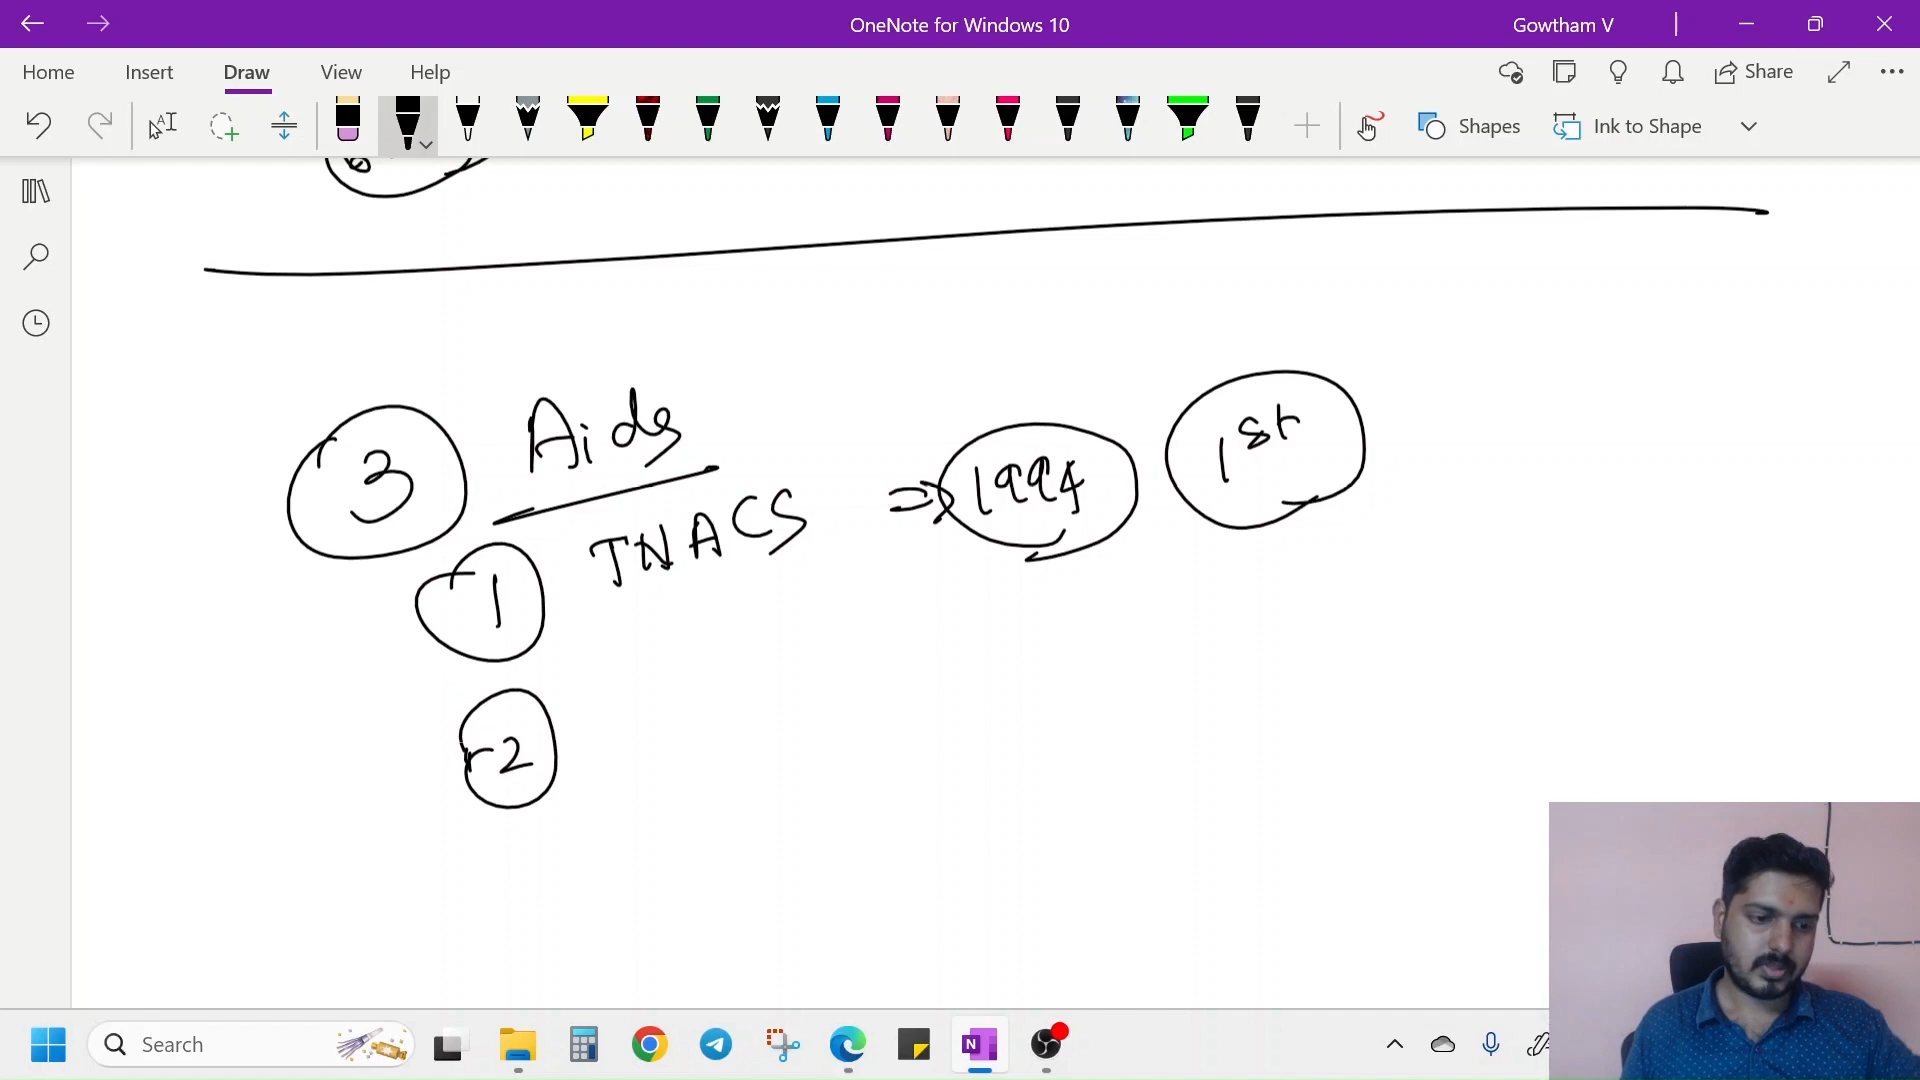 OneNote for Windows 10
Gowtham V
Home Insert Draw View Help
Share
Shapes Ink to Shape
3 Aids
1 TNACS ⇒ 1994 1st
2
Search